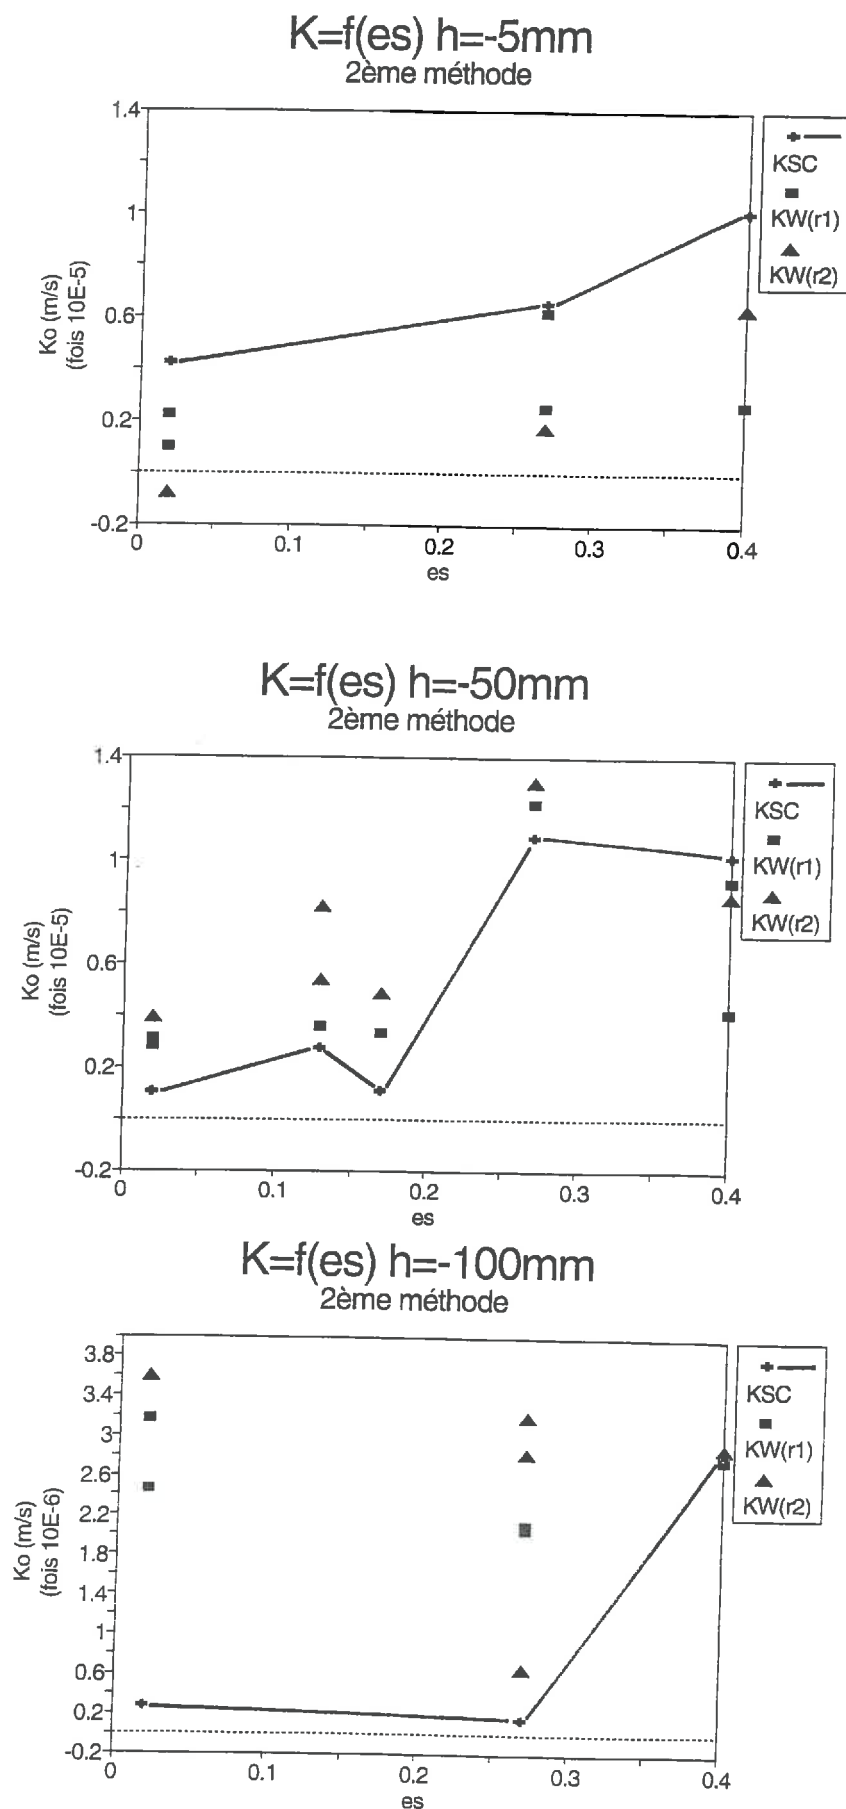 K=f(es) h=-5mm
2ème méthode
1.4
1
0.6
0.2
-0.2
Ko (m/s)
(fois 10E-5)
0 0.1 0.2 0.3 0.4
es
KSC
KW(r1)
KW(r2)
K=f(es) h=-50mm
2ème méthode
1.4
1
0.6
0.2
-0.2
Ko (m/s)
(fois 10E-5)
0 0.1 0.2 0.3 0.4
es
KSC
KW(r1)
KW(r2)
K=f(es) h=-100mm
2ème méthode
3.8
3.4
3
2.6
2.2
1.8
1.4
1
0.6
0.2
-0.2
Ko (m/s)
(fois 10E-6)
0 0.1 0.2 0.3 0.4
es
KSC
KW(r1)
KW(r2)